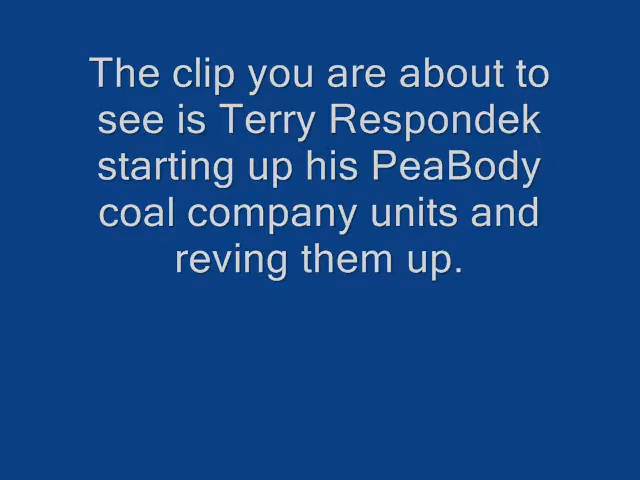 The clip you are about to
see is Terry Respondek
starting up his PeaBody
coal company units and
reving them up.